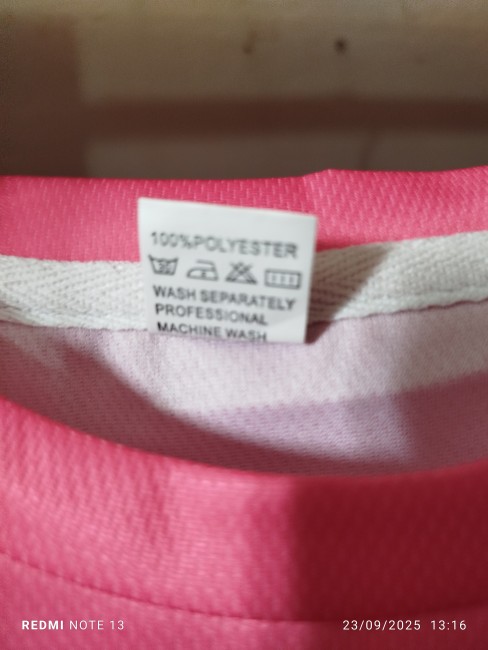 100%POLYESTER
WASH SEPARATELY
PROFESSIONAL
MACHINE WASH
REDMI NOTE 13
23/09/2025 13:16